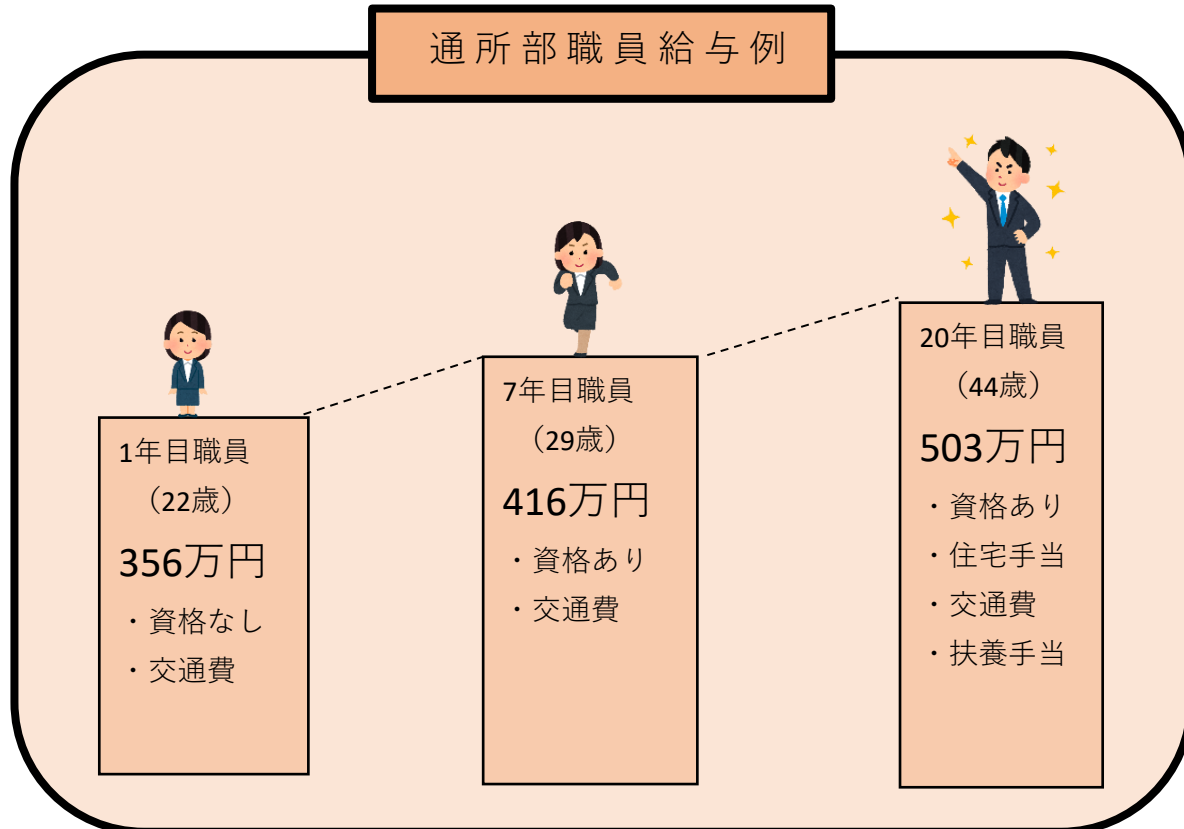 通所部職員給与例
1年目職員
（22歳）
356万円
・資格なし
・交通費
7年目職員
（29歳）
416万円
・資格あり
・交通費
20年目職員
（44歳）
503万円
・資格あり
・住宅手当
・交通費
・扶養手当